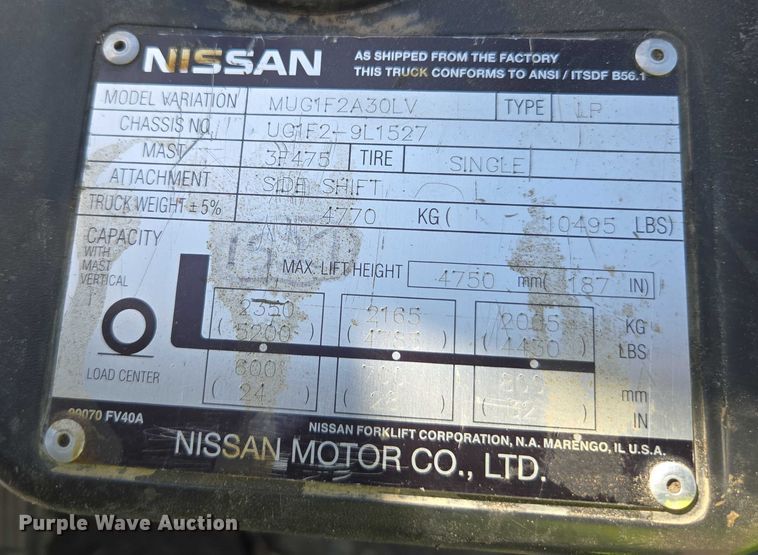 NISSAN
AS SHIPPED FROM THE FACTORY
THIS TRUCK CONFORMS TO ANSI / ITSDF B56.1
MODEL VARIATION MUG1F2A30LV TYPE LP
CHASSIS NO. UG1F2-9L1527
MAST 3F475 TIRE SINGLE
ATTACHMENT SIDE SHIFT
TRUCK WEIGHT ± 5% 4770 KG ( 10495 LBS)
CAPACITY
WITH
MAST
VERTICAL
MAX. LIFT HEIGHT 4750 mm( 187 IN)
2350 2165 KG
( 5200 ) ( ) ( ) LBS
LOAD CENTER 600 mm
( 24 ) ( ) ( ) IN
FV40A
NISSAN FORKLIFT CORPORATION, N.A. MARENGO, IL U.S.A.
NISSAN MOTOR CO., LTD.
Purple Wave Auction